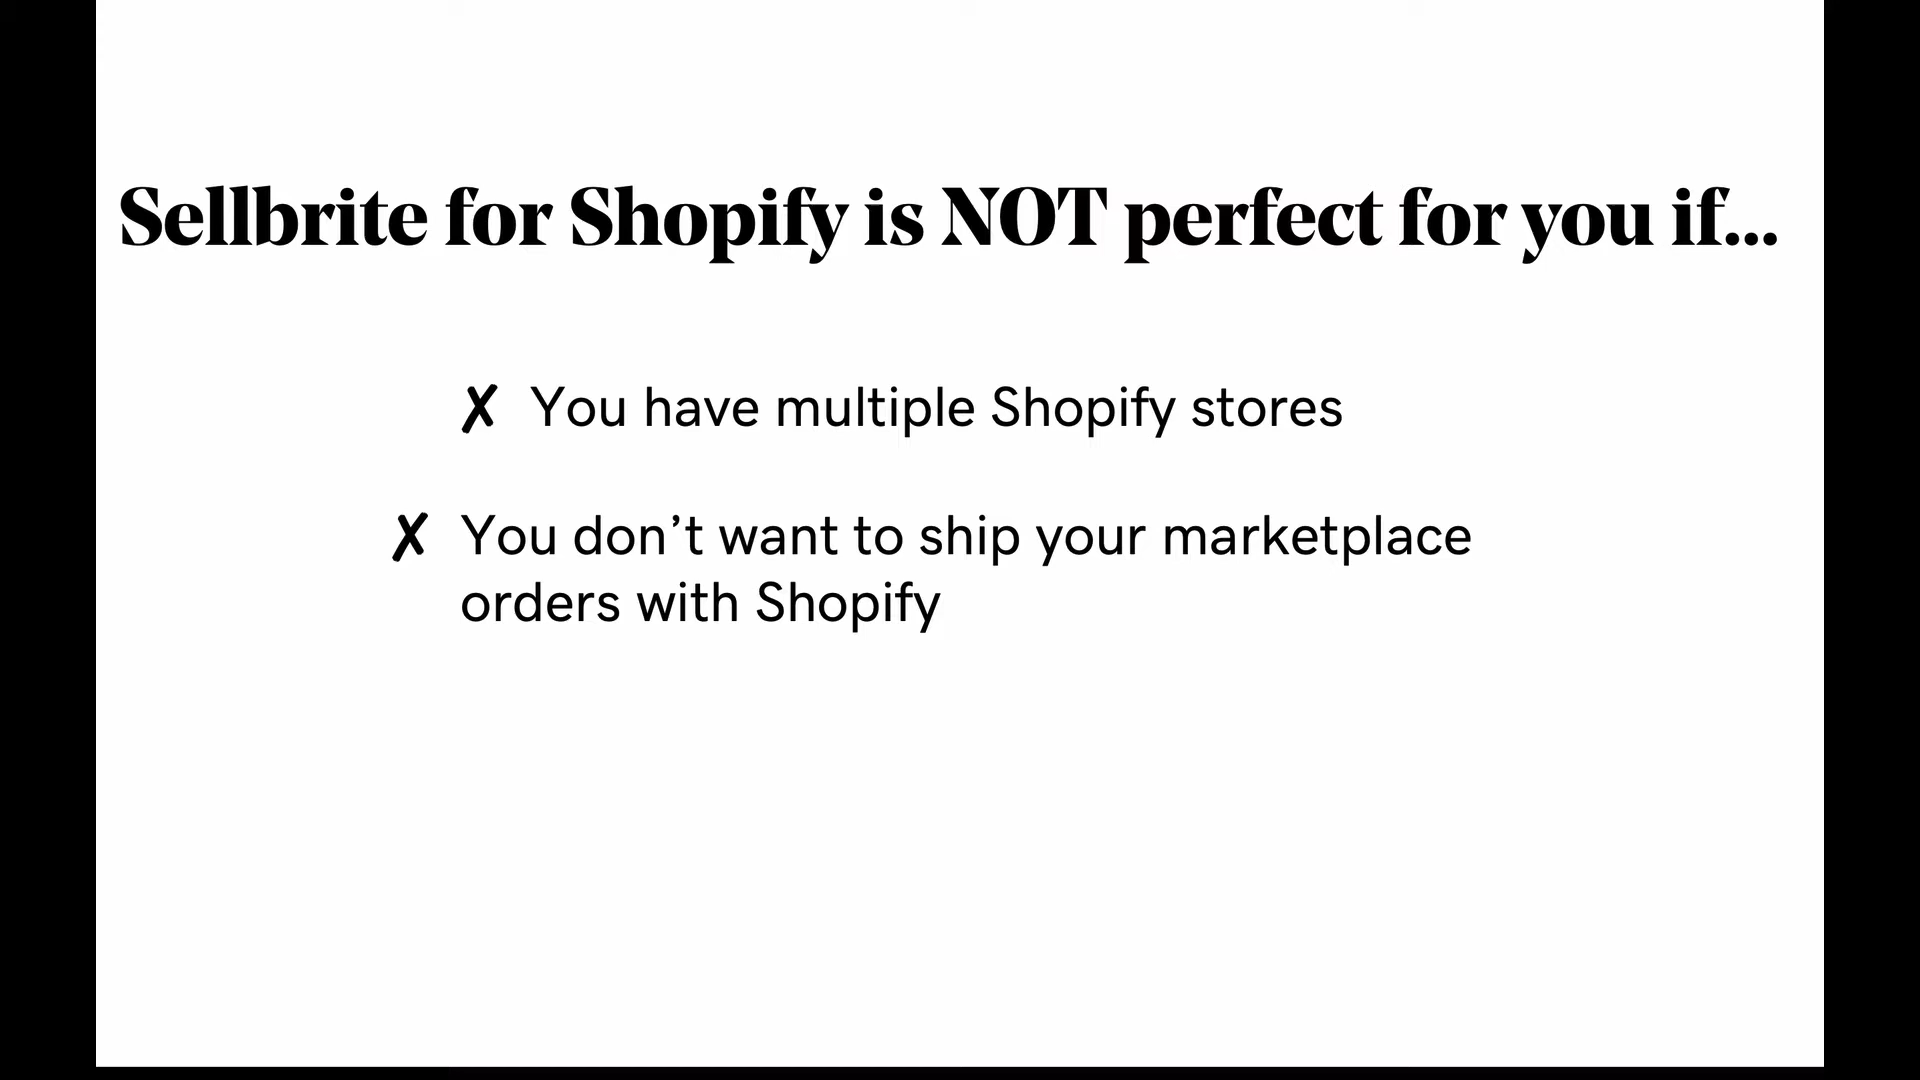 Sellbrite for Shopify is NOT perfect for you if...
✗ You have multiple Shopify stores
✗ You don’t want to ship your marketplace
orders with Shopify